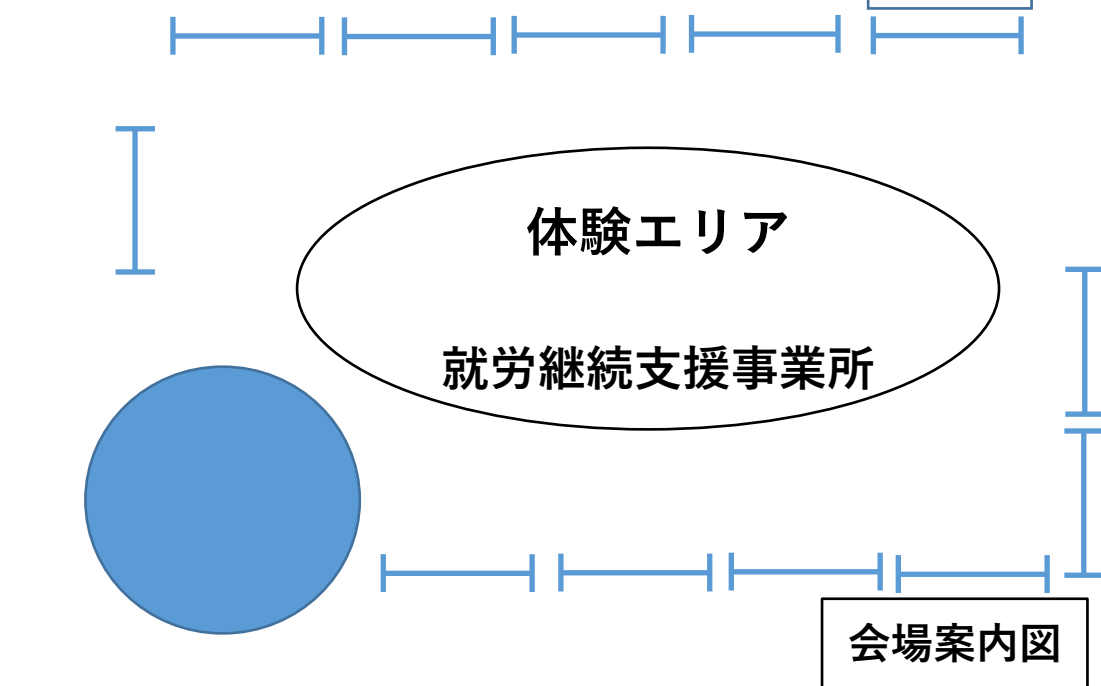 体験エリア
就労継続支援事業所
会場案内図